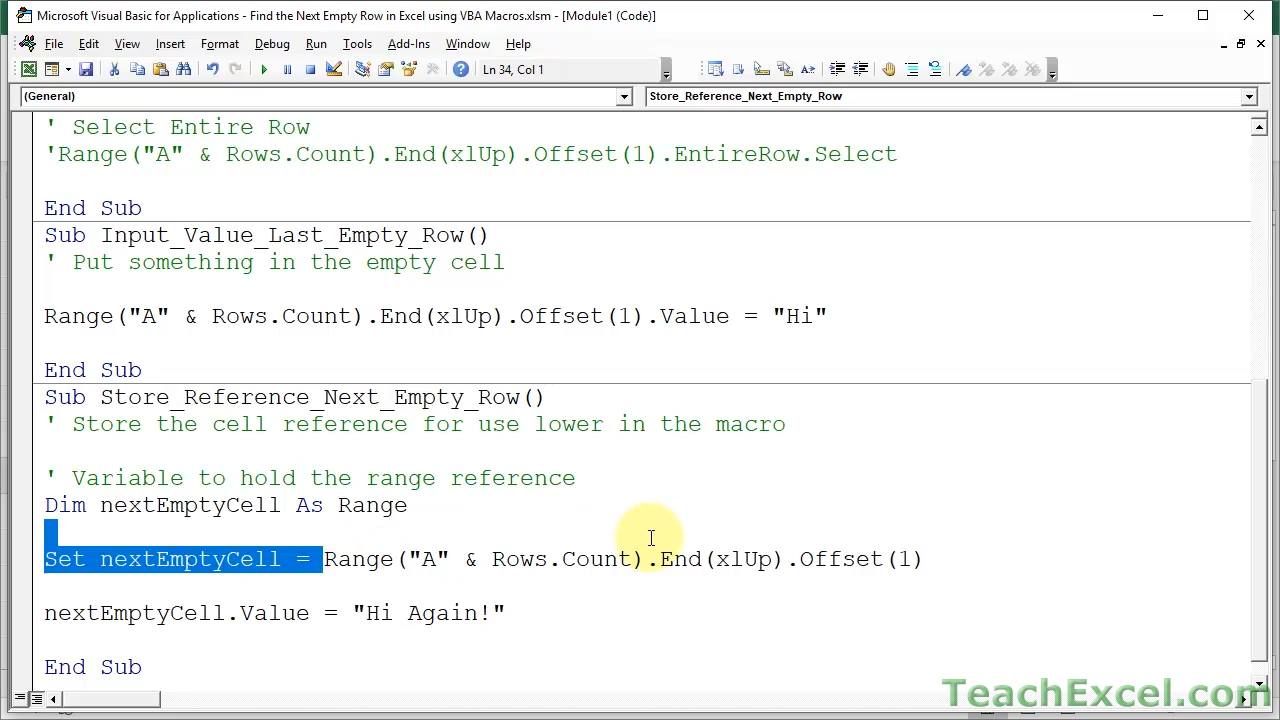 Microsoft Visual Basic for Applications - Find the Next Empty Row in Excel using VBA Macros.xlsm - [Module1 (Code)]
File Edit View Insert Format Debug Run Tools Add-Ins Window Help
Ln 34, Col 1
(General) Store_Reference_Next_Empty_Row
' Select Entire Row
'Range("A" & Rows.Count).End(xlUp).Offset(1).EntireRow.Select
End Sub
Sub Input_Value_Last_Empty_Row()
' Put something in the empty cell
Range("A" & Rows.Count).End(xlUp).Offset(1).Value = "Hi"
End Sub
Sub Store_Reference_Next_Empty_Row()
' Store the cell reference for use lower in the macro
' Variable to hold the range reference
Dim nextEmptyCell As Range
Set nextEmptyCell = Range("A" & Rows.Count).End(xlUp).Offset(1)
nextEmptyCell.Value = "Hi Again!"
End Sub
TeachExcel.com